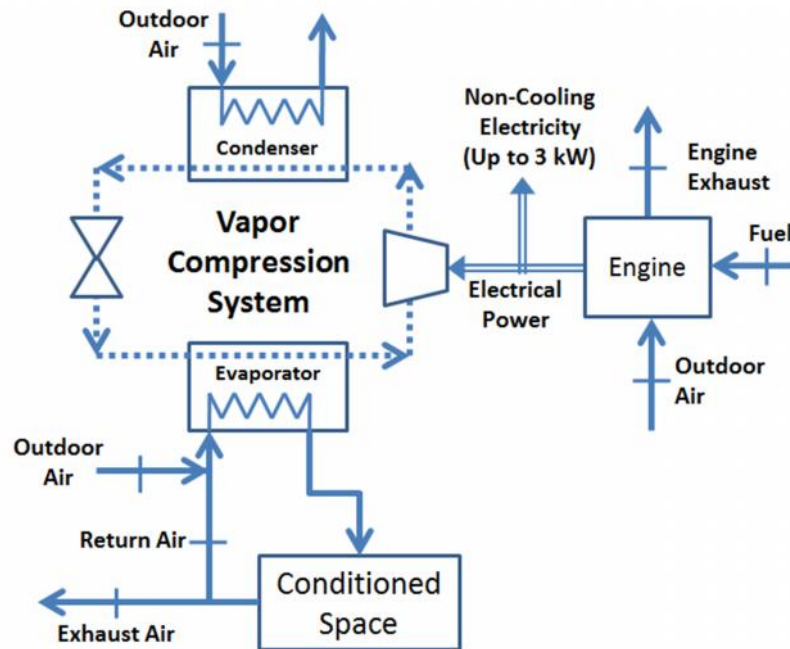 Outdoor
Air
Condenser
Non-Cooling
Electricity
(Up to 3 kW)
Engine
Exhaust
Fuel
Vapor
Compression
System
Engine
Electrical
Power
Evaporator
Outdoor
Air
Outdoor
Air
Return Air
Conditioned
Space
Exhaust Air